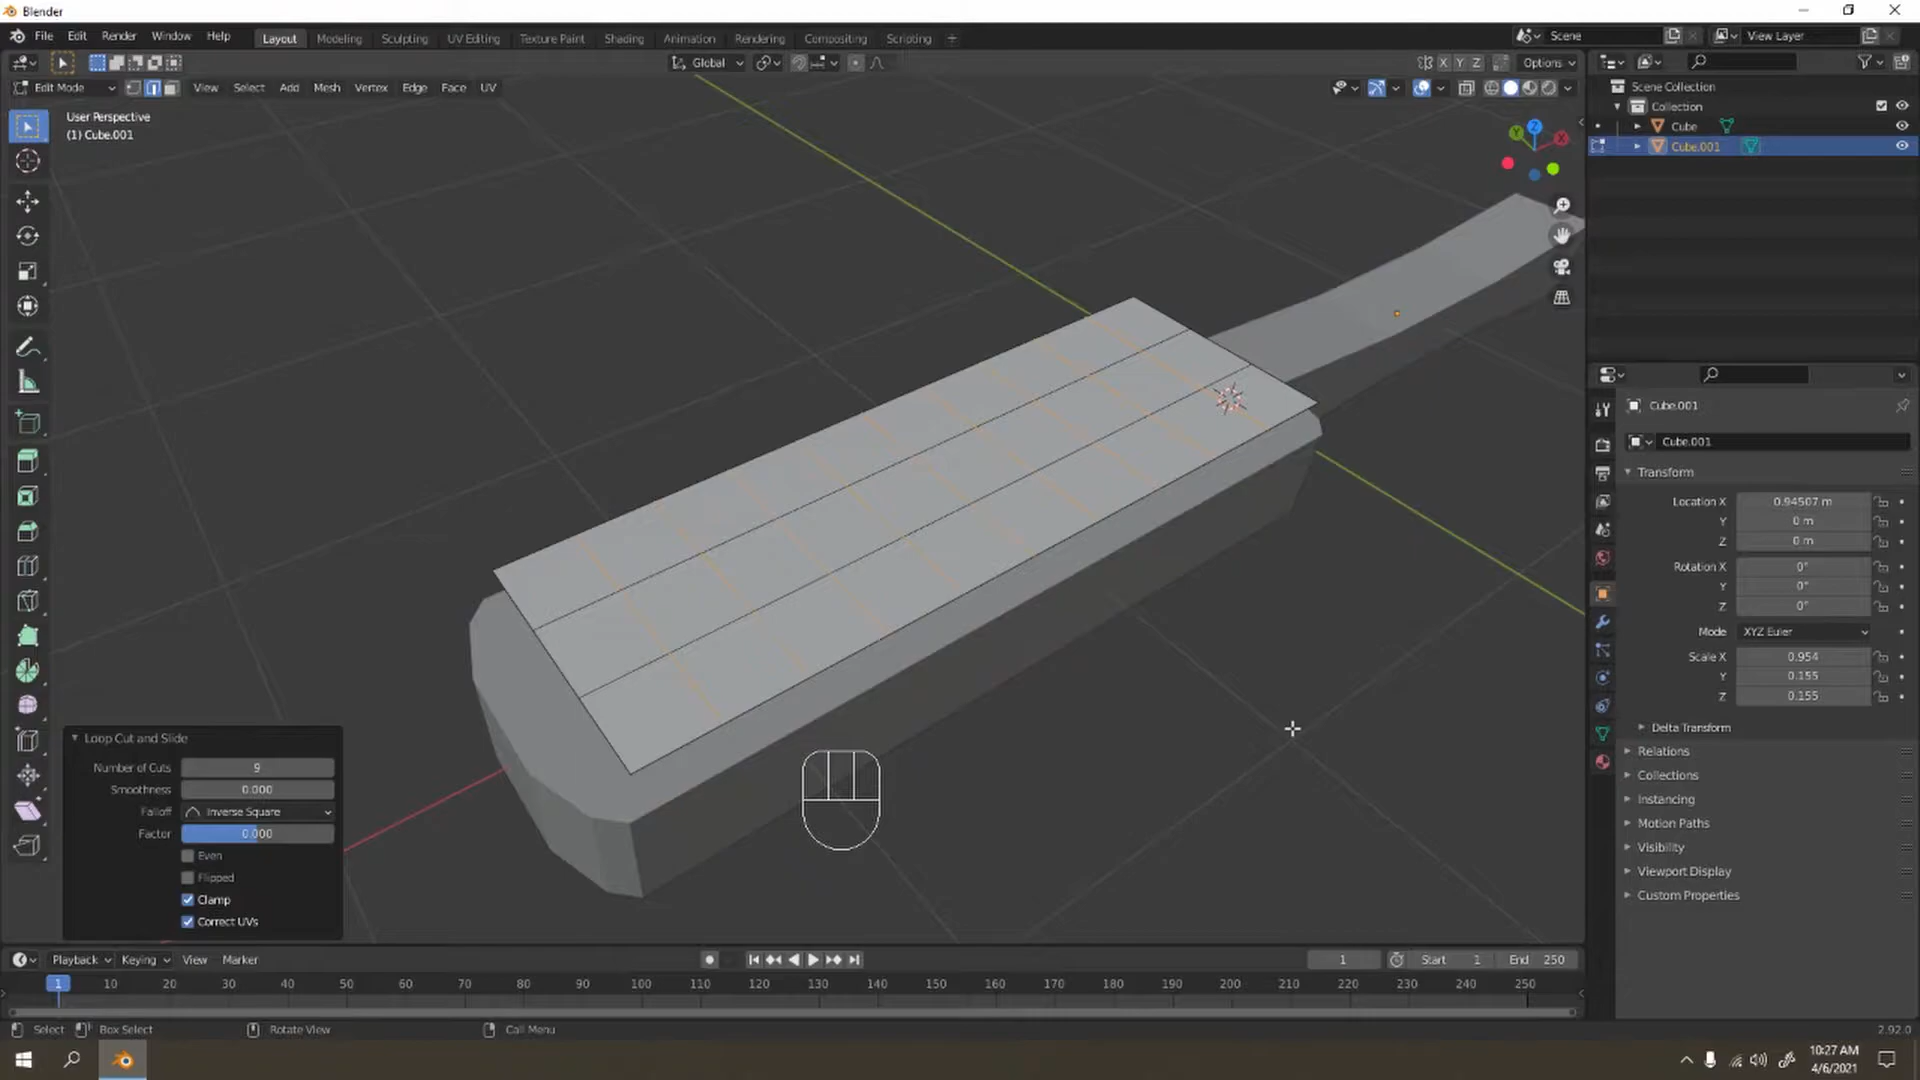 Blender
File Edit Render Window Help Layout Modeling Sculpting UV Editing Texture Paint Shading Animation Rendering Compositing Scripting + Scene View Layer
Global X Y Z Options
Edit Mode View Select Add Mesh Vertex Edge Face UV
User Perspective
(1) Cube.001
Z
Y
X
Scene Collection
Collection
Cube
Cube.001
Cube.001
Cube.001
Transform
Location X 0.94507 m
Y 0 m
Z 0 m
Rotation X 0°
Y 0°
Z 0°
Mode XYZ Euler
Scale X 0.954
Y 0.155
Z 0.155
Delta Transform
Relations
Collections
Instancing
Motion Paths
Visibility
Viewport Display
Custom Properties
Loop Cut and Slide
Number of Cuts 9
Smoothness 0.000
Falloff Inverse Square
Factor 0.000
Even
Flipped
Clamp
Correct UVs
Playback Keying View Marker 1 Start 1 End 250
1 10 20 30 40 50 60 70 80 90 100 110 120 130 140 150 160 170 180 190 200 210 220 230 240 250
Select Box Select Rotate View Call Menu 2.92.0
10:27 AM
4/6/2021